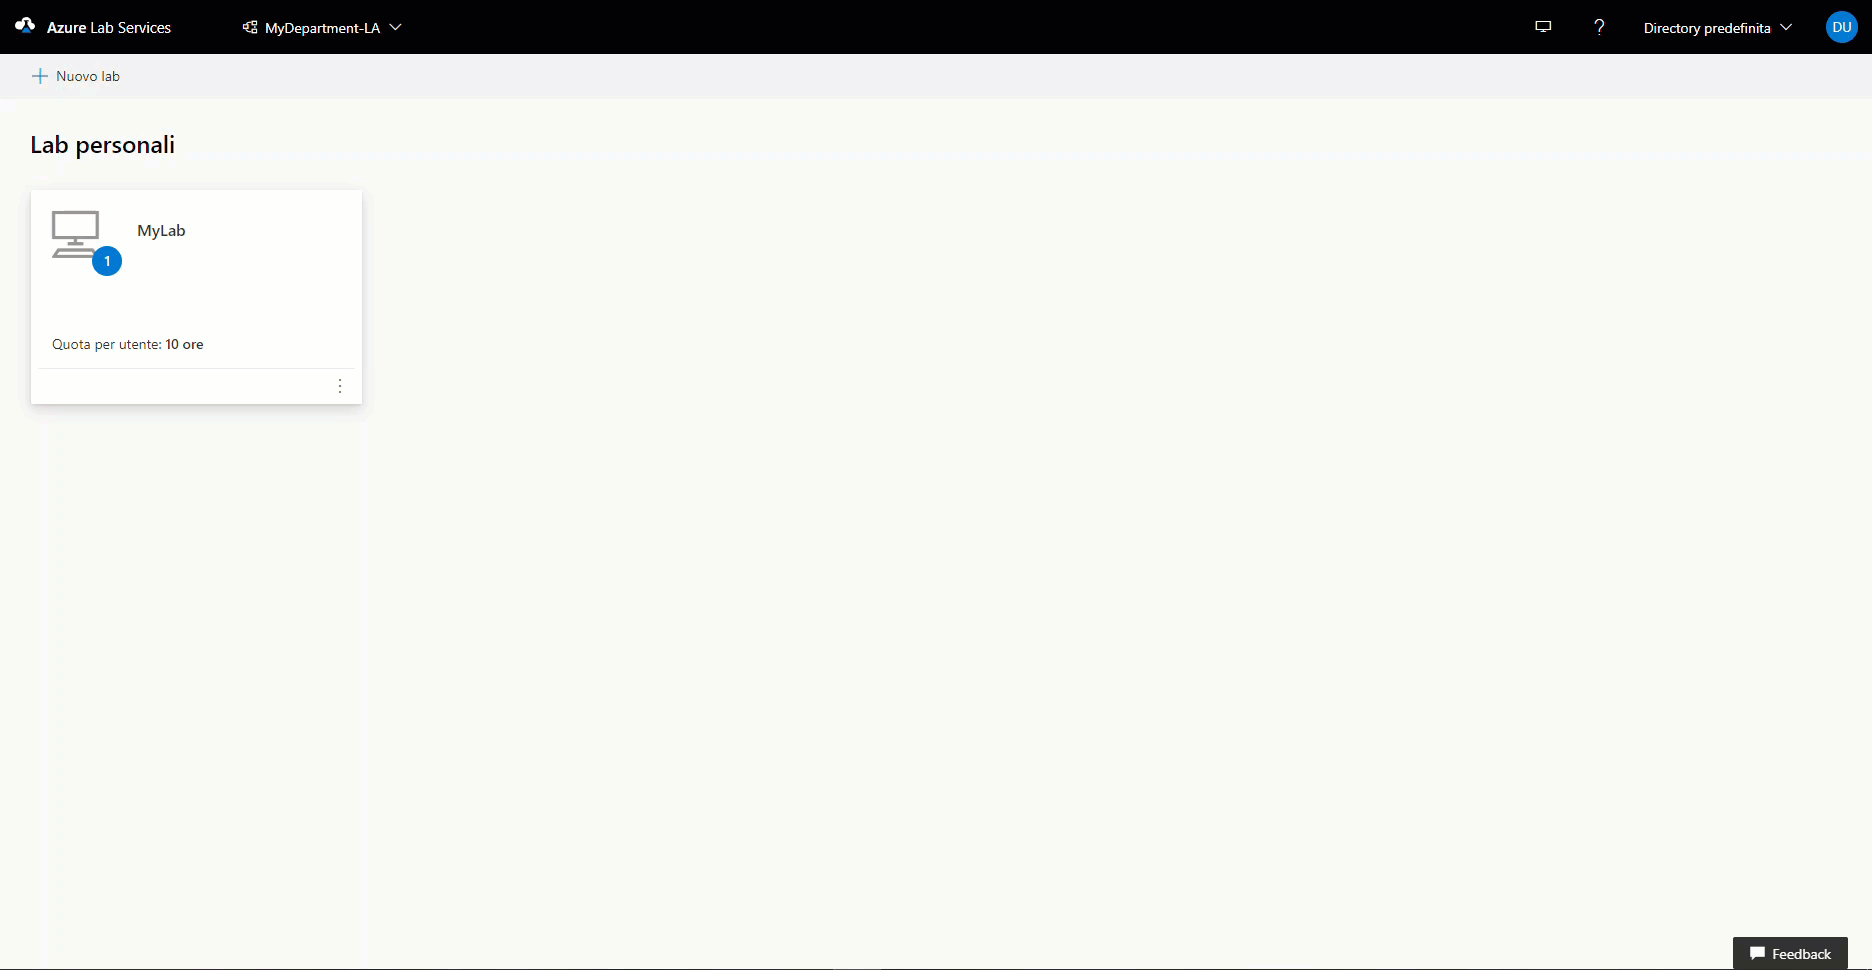 Azure Lab Services
MyDepartment-LA
?
Directory predefinita
DU
Nuovo lab
Lab personali
MyLab
1
Quota per utente: 10 ore
Feedback